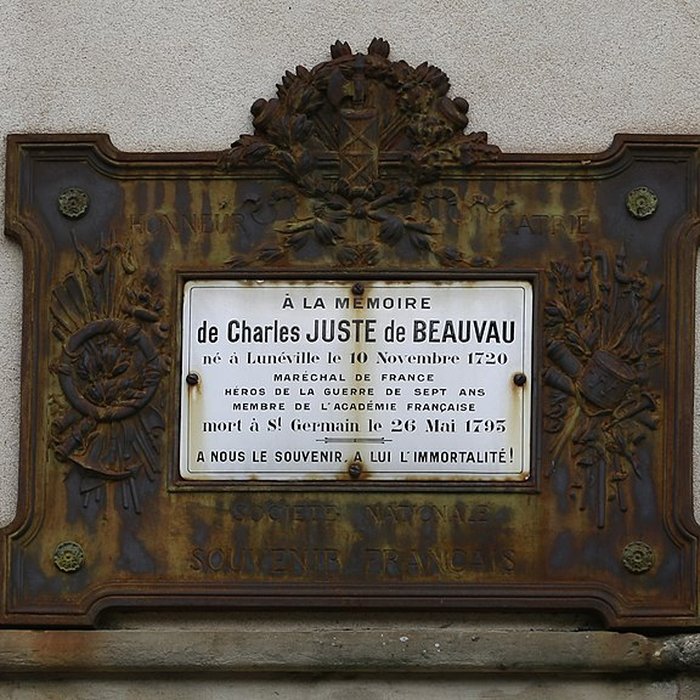 HONNEUR PATRIE
À LA MÉMOIRE
de Charles JUSTE de BEAUVAU
né à Lunéville le 10 Novembre 1720
MARÉCHAL DE FRANCE
HÉROS DE LA GUERRE DE SEPT ANS
MEMBRE DE L'ACADÉMIE FRANÇAISE
mort à St Germain le 26 Mai 1793
A NOUS LE SOUVENIR, A LUI L'IMMORTALITÉ!
SOCIÉTÉ NATIONALE
SOUVENIR FRANÇAIS